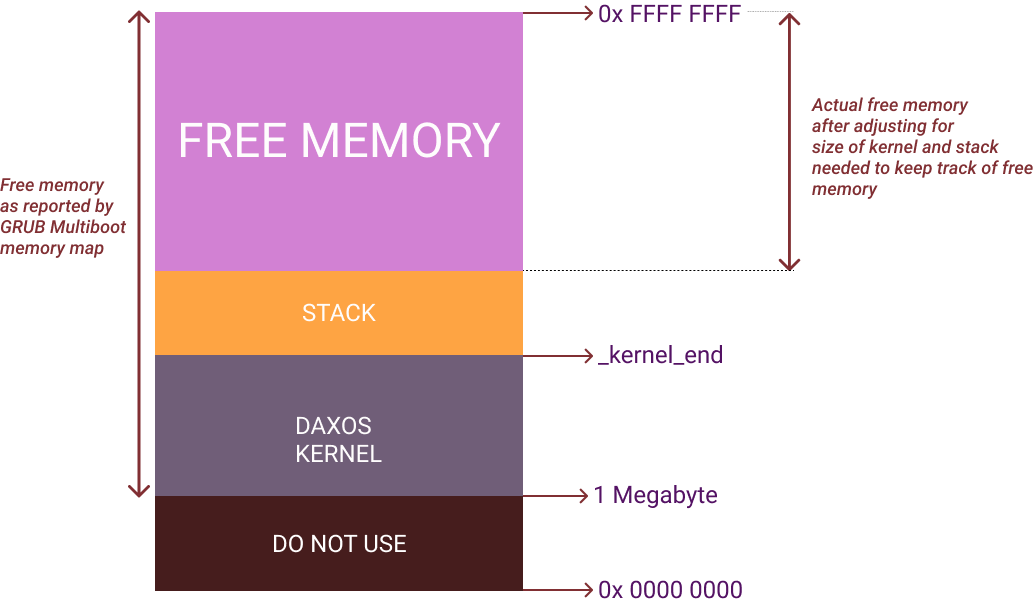 0x FFFF FFFF
FREE MEMORY
Actual free memory
after adjusting for
size of kernel and stack
needed to keep track of free
memory
Free memory
as reported by
GRUB Multiboot
memory map
STACK
_kernel_end
DAXOS
KERNEL
1 Megabyte
DO NOT USE
0x 0000 0000